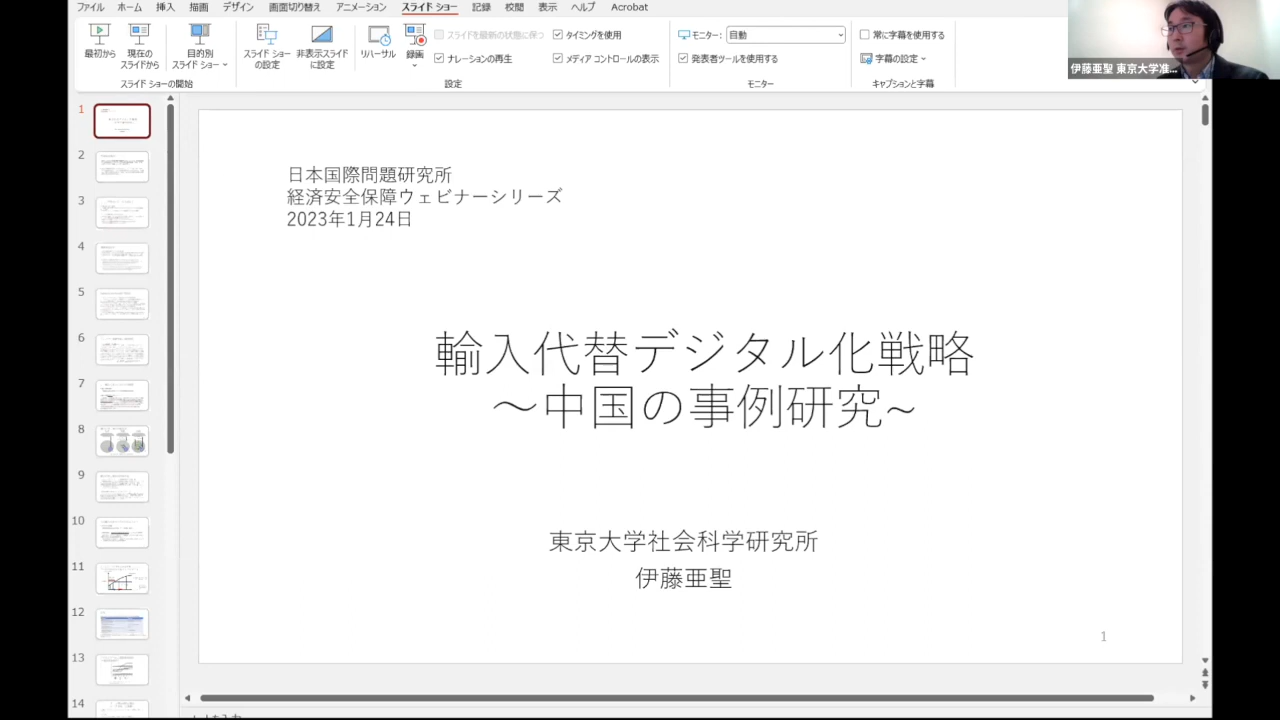 ファイル ホーム 挿入 描画 デザイン 画面切り替え アニメーション スライド ショー 記録 校閲 表示 ヘルプ Acrobat
スライドを最新の状態に保つ タイミングを使用 モニター: 自動 常に字幕を使用する
最初から 現在の スライドから 目的別 スライド ショー スライド ショー の設定 非表示スライド に設定 リハーサル 録画
ナレーションの再生 メディア コントロールの表示 発表者ツールを使用する 字幕の設定
スライド ショーの開始 設定 モニター キャプションと字幕
伊藤亜聖 東京大学准...
1
2
3
4
5
6
7
8
9
10
11
12
13
14
日本国際問題研究所
経済安全保障ウェビナーシリーズ
2023年1月24日
輸入代替デジタル化戦略
～中国の事例研究~
東京大学社会科学研究所
伊藤亜聖
1